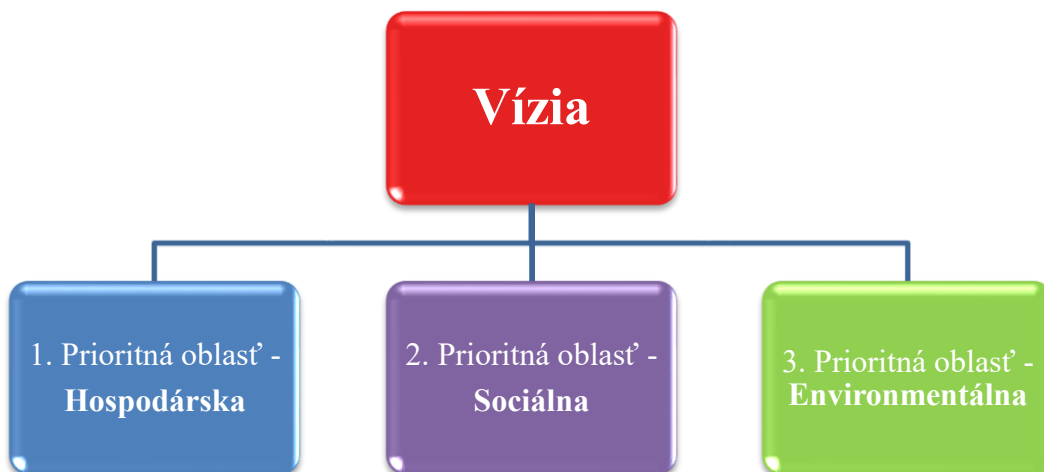 Vízia
1. Prioritná oblasť -
Hospodárska
2. Prioritná oblasť -
Sociálna
3. Prioritná oblasť -
Environmentálna